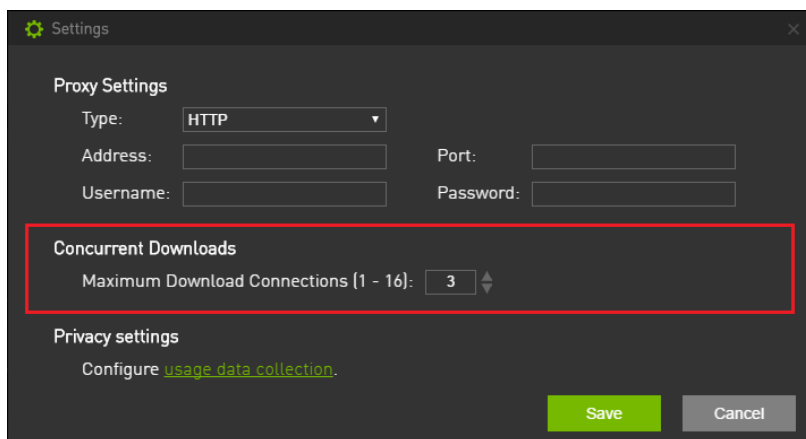 Settings
Proxy Settings
Type: HTTP
Address: Port:
Username: Password:
Concurrent Downloads
Maximum Download Connections (1 - 16): 3
Privacy settings
Configure usage data collection.
Save Cancel